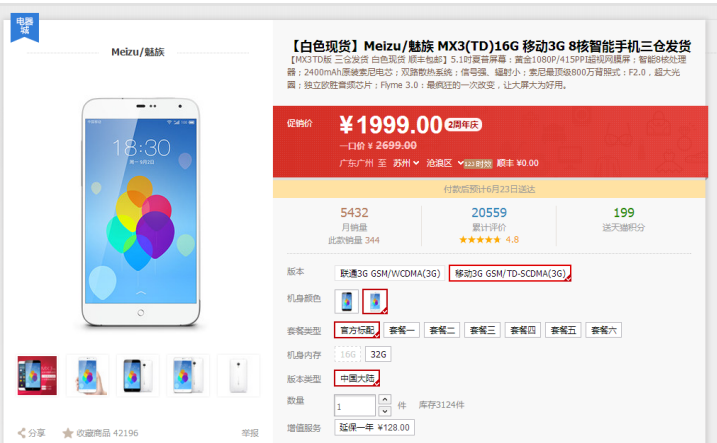 电器城
Meizu/魅族
18:30
【白色现货】Meizu/魅族 MX3(TD)16G 移动3G 8核智能手机三仓发货
【MX3TD版 三仓发货 白色现货 顺丰包邮】5.1吋夏普屏幕：黄金1080P/415PPI超视网膜屏；智能8核处理
器；2400mAh原装索尼电芯；双路散热系统；信号强、辐射小；索尼最顶级800万背照式：F2.0，超大光
圈；独立欧胜音频芯片；Flyme 3.0：最疯狂的一次改变，让大屏大为好用。
促销价 ¥1999.00 2周年庆
一口价 ¥ 2699.00
广东广州 至 苏州 沧浪区 123时效 顺丰 ¥0.00
付款后预计6月23日送达
5432 20559 199
月销量 累计评价 送天猫积分
此款销量 344 4.8
版本 联通3G GSM/WCDMA(3G) 移动3G GSM/TD-SCDMA(3G)
机身颜色
套餐类型 官方标配 套餐一 套餐二 套餐三 套餐四 套餐五 套餐六
机身内存 16G 32G
版本类型 中国大陆
数量 1 件 库存3124件
增值服务 延保一年 ¥128.00
分享 收藏商品 42196 举报